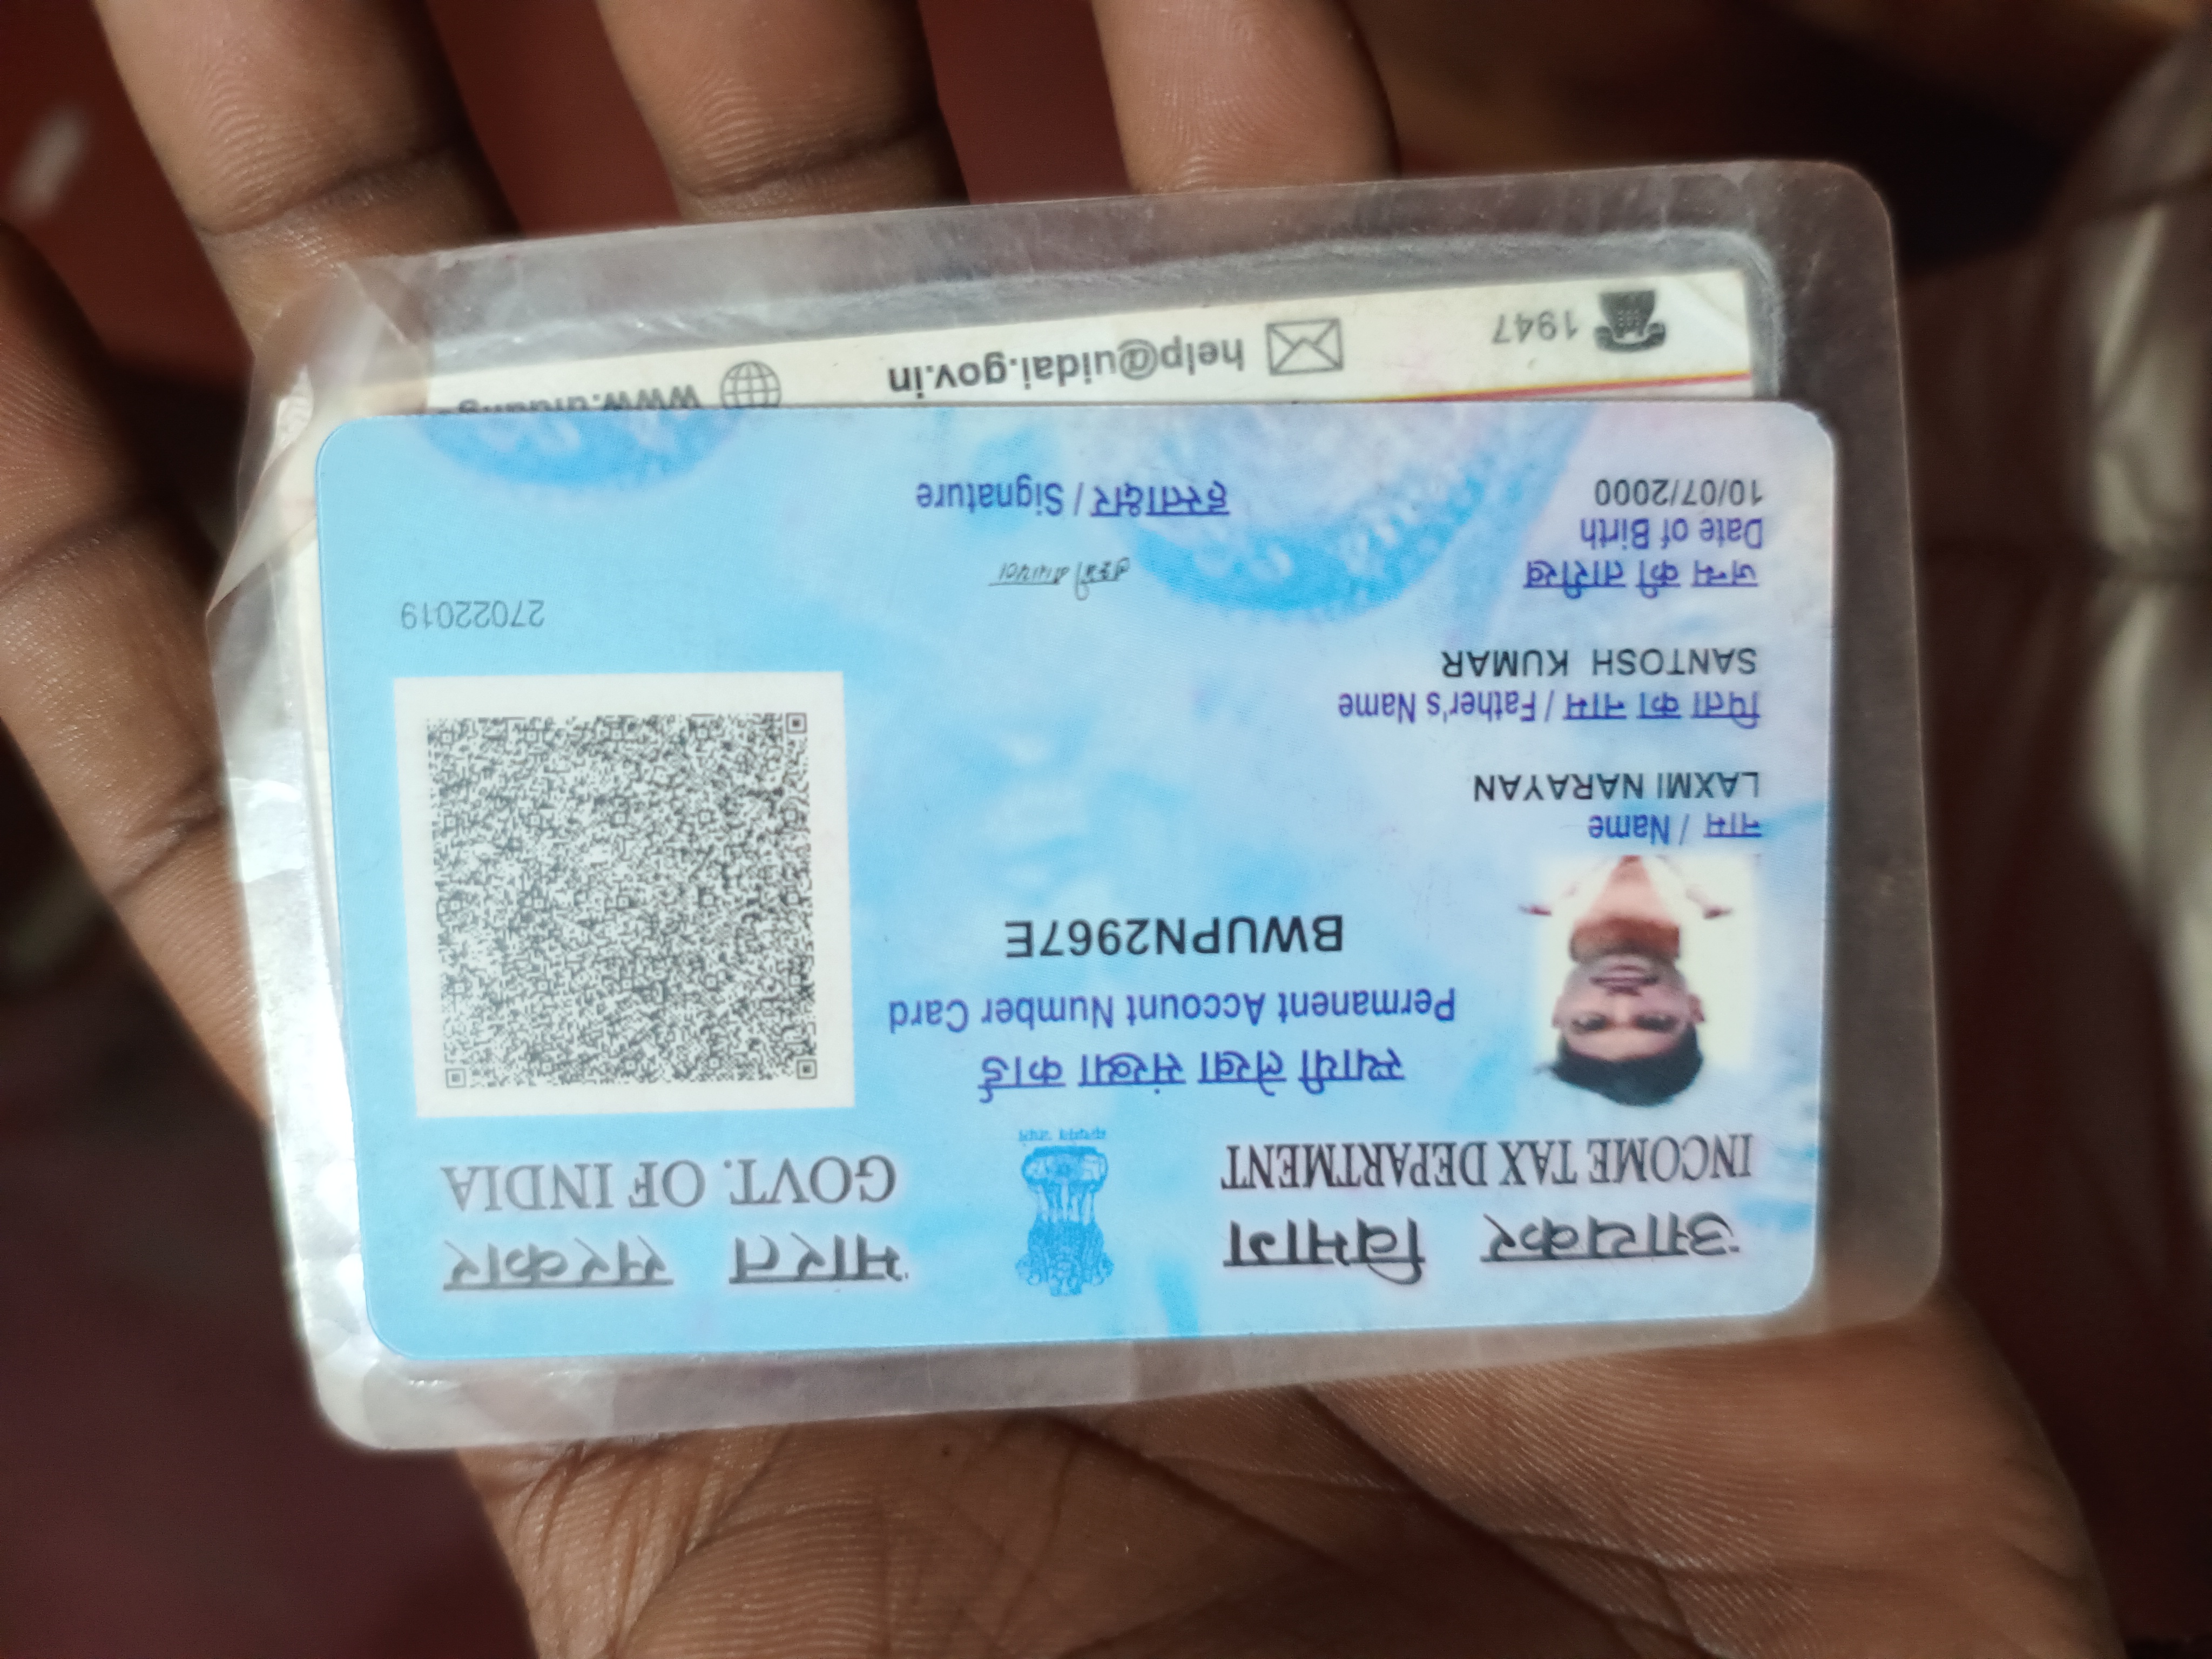 आयकर विभाग
INCOME TAX DEPARTMENT
भारत सरकार
GOVT. OF INDIA
स्थायी लेखा संख्या कार्ड
Permanent Account Number Card
BWUPN2967E
नाम / Name
LAXMI NARAYAN
पिता का नाम / Father's Name
SANTOSH KUMAR
जन्म की तारीख
Date of Birth
10/07/2000
हस्ताक्षर / Signature
27022019
1947
help@uidai.gov.in